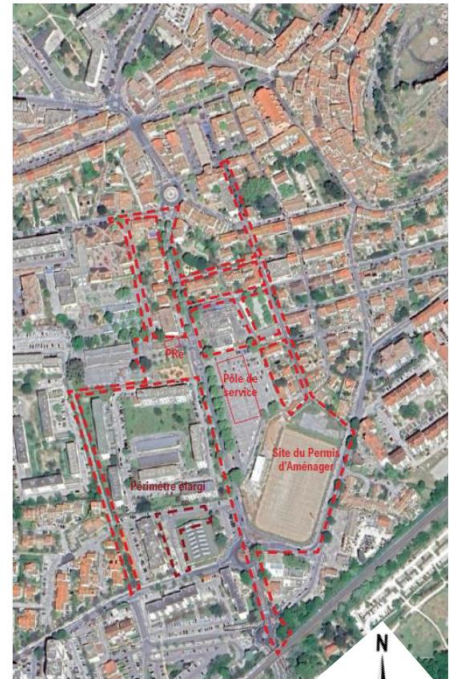 PRe
Pôle de
service
Site du Permis
d'Aménager
Périmètre élargi
N